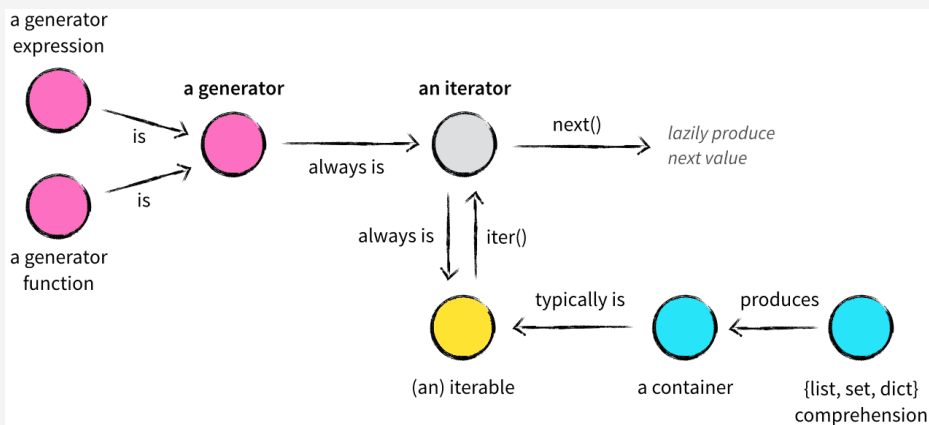 a generator
expression
is
a generator
always is
an iterator
next()
lazily produce
next value
is
a generator
function
always is
iter()
typically is
produces
(an) iterable
a container
{list, set, dict}
comprehension